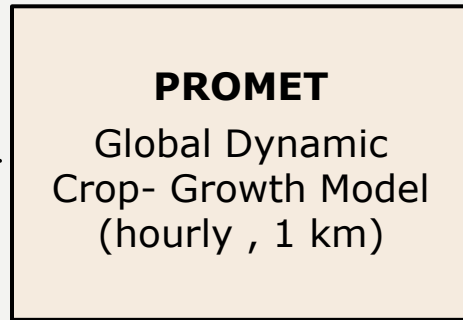 PROMET
Global Dynamic
Crop- Growth Model
(hourly , 1 km)